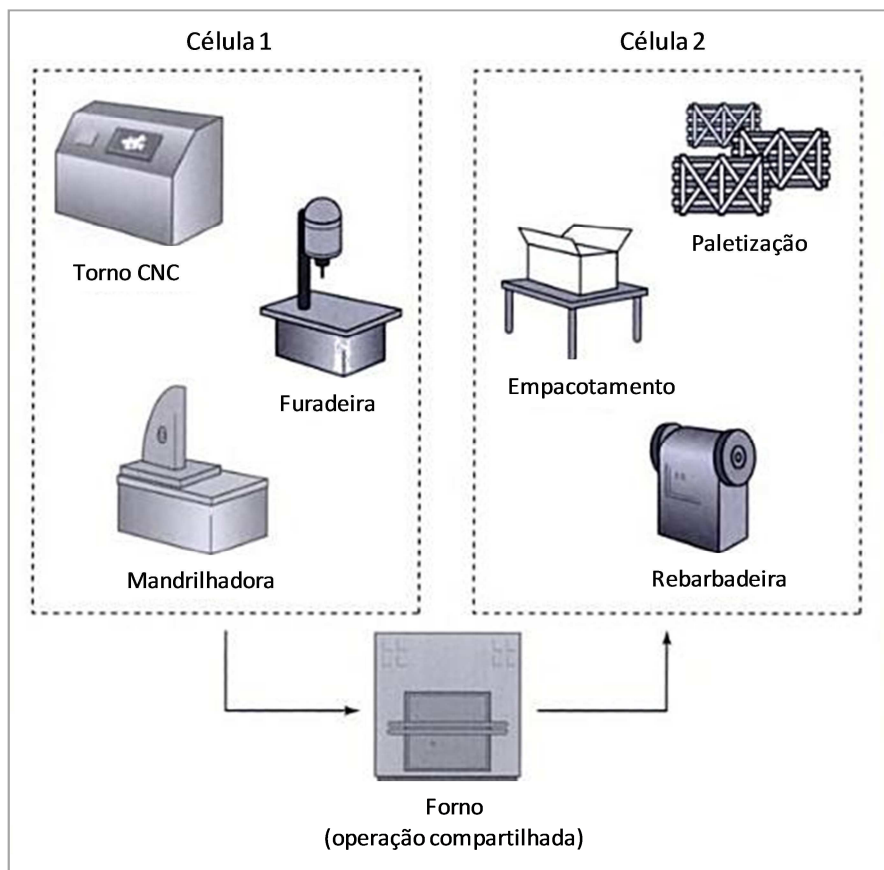 Célula 1
Célula 2
Torno CNC
Furadeira
Mandrilhadora
Paletização
Empacotamento
Rebarbadeira
Forno
(operação compartilhada)